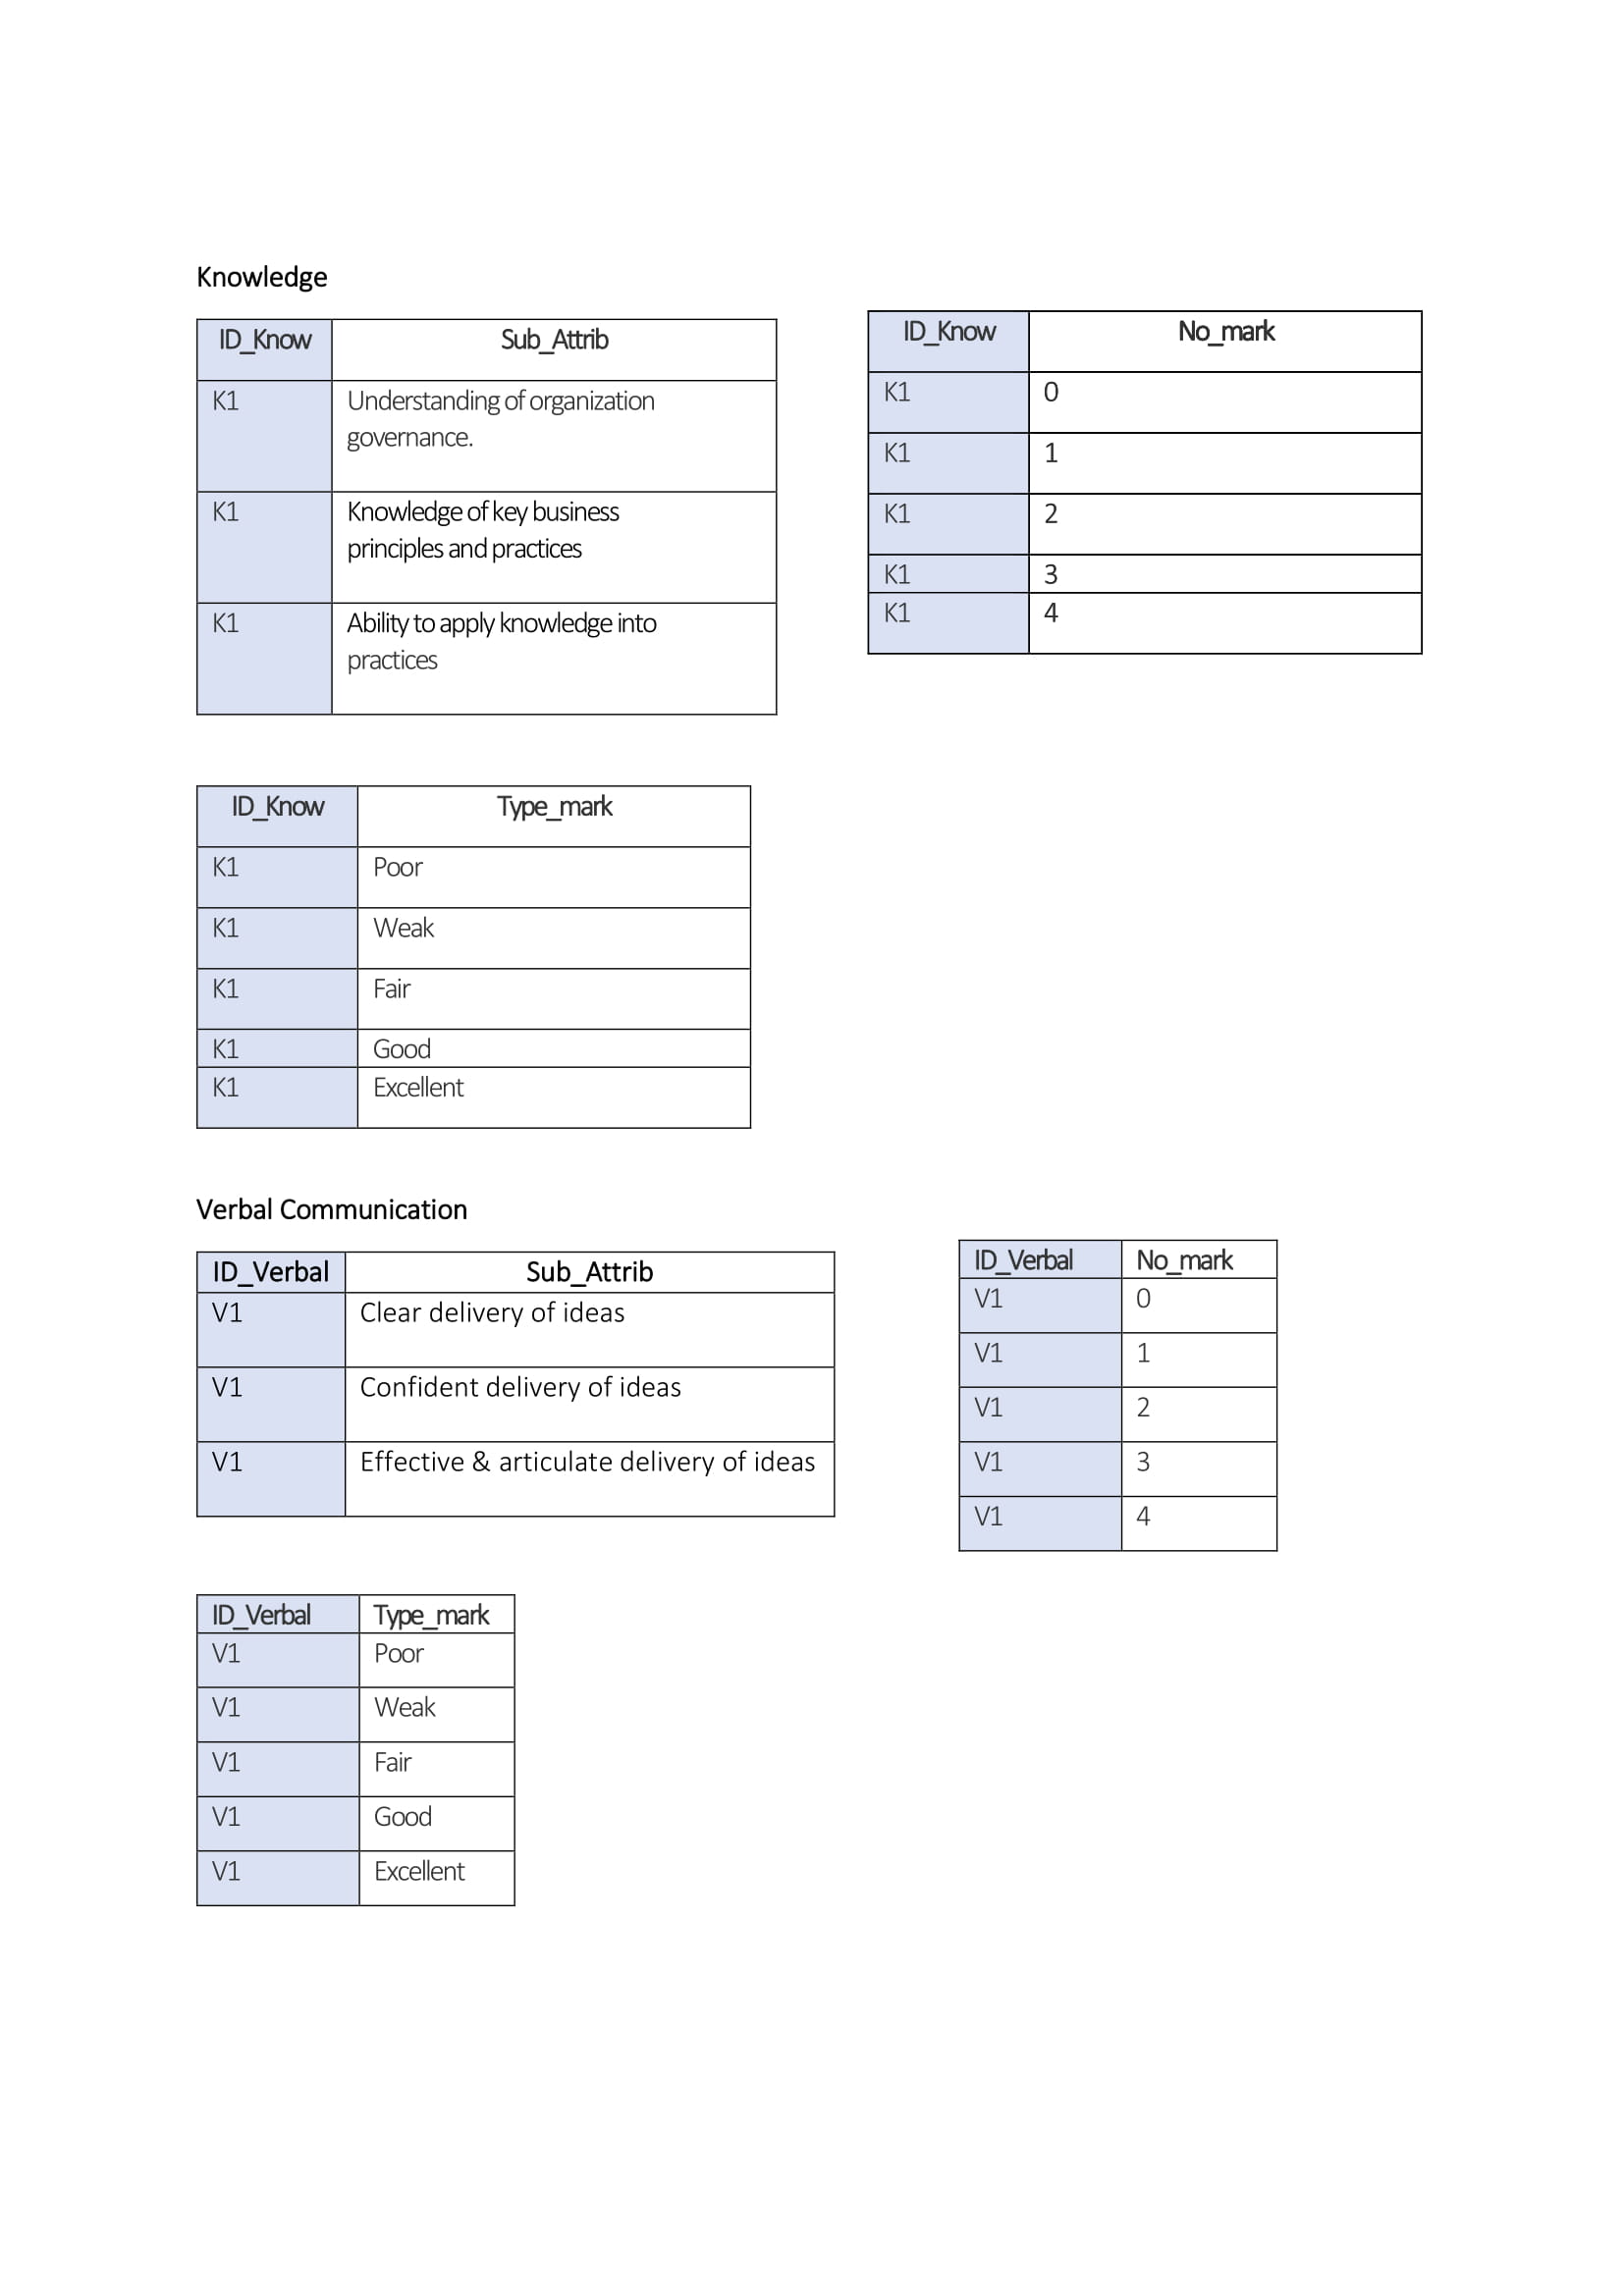 Knowledge
ID_Know Sub_Attrib
K1 Understanding of organization
governance.
K1 Knowledge of key business
principles and practices
K1 Ability to apply knowledge into
practices
ID_Know No_mark
K1 0
K1 1
K1 2
K1 3
K1 4
ID_Know Type_mark
K1 Poor
K1 Weak
K1 Fair
K1 Good
K1 Excellent
Verbal Communication
ID_Verbal Sub_Attrib
V1 Clear delivery of ideas
V1 Confident delivery of ideas
V1 Effective & articulate delivery of ideas
ID_Verbal No_mark
V1 0
V1 1
V1 2
V1 3
V1 4
ID_Verbal Type_mark
V1 Poor
V1 Weak
V1 Fair
V1 Good
V1 Excellent